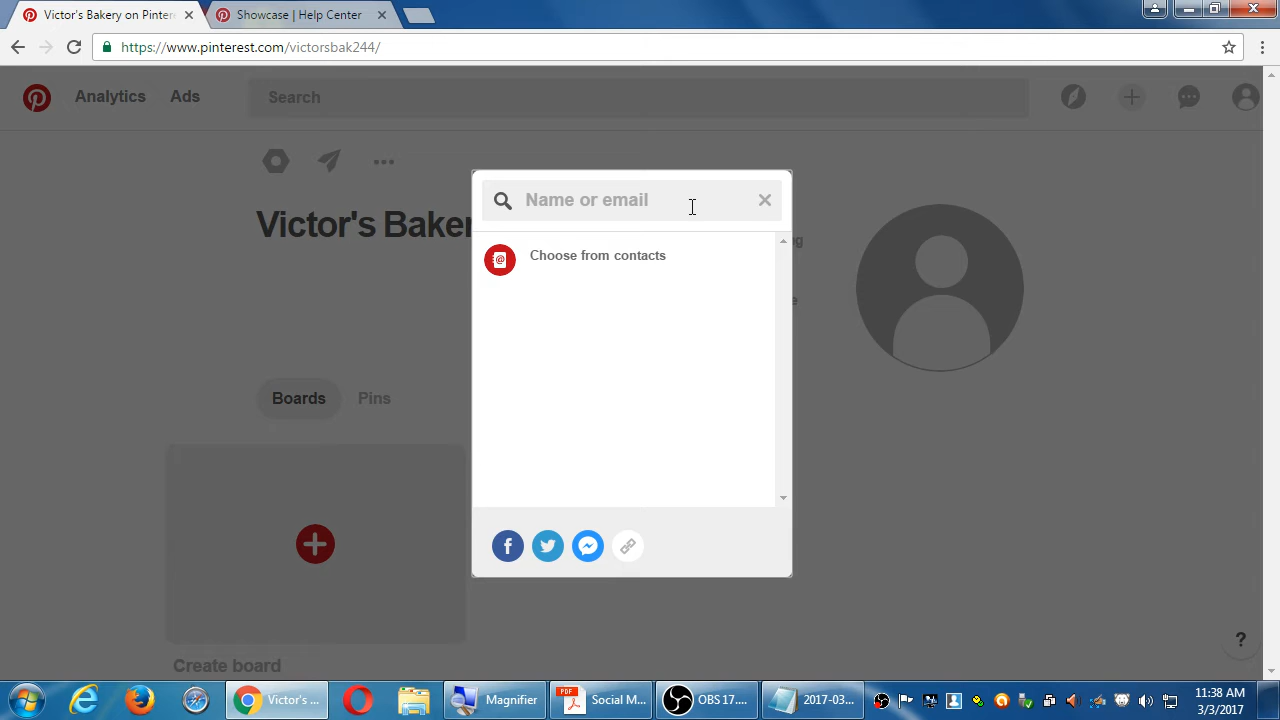 Victor's Bakery on Pinter
Showcase | Help Center
https://www.pinterest.com/victorsbak244/
Analytics
Ads
Search
Victor's Baker
Name or email
Choose from contacts
Boards
Pins
Create board
?
Victor's ...
Magnifier
PDF
Social M...
OBS 17....
2017-03...
11:38 AM
3/3/2017